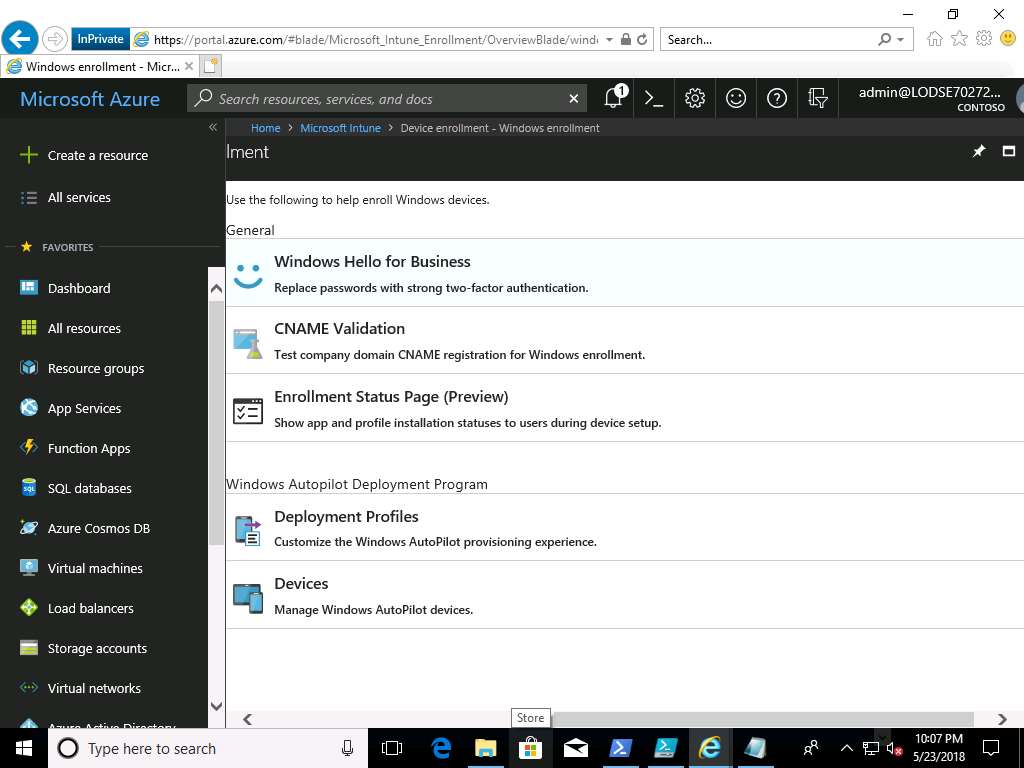 InPrivate
https://portal.azure.com/#blade/Microsoft_Intune_Enrollment/OverviewBlade/wind
Search...
Windows enrollment - Micr...
Microsoft Azure
Search resources, services, and docs
1
admin@LODSE70272...
CONTOSO
Home > Microsoft Intune > Device enrollment - Windows enrollment
lment
Create a resource
All services
FAVORITES
Dashboard
All resources
Resource groups
App Services
Function Apps
SQL databases
Azure Cosmos DB
Virtual machines
Load balancers
Storage accounts
Virtual networks
Azure Active Directory
Use the following to help enroll Windows devices.
General
Windows Hello for Business
Replace passwords with strong two-factor authentication.
CNAME Validation
Test company domain CNAME registration for Windows enrollment.
Enrollment Status Page (Preview)
Show app and profile installation statuses to users during device setup.
Windows Autopilot Deployment Program
Deployment Profiles
Customize the Windows AutoPilot provisioning experience.
Devices
Manage Windows AutoPilot devices.
Store
Type here to search
10:07 PM
5/23/2018